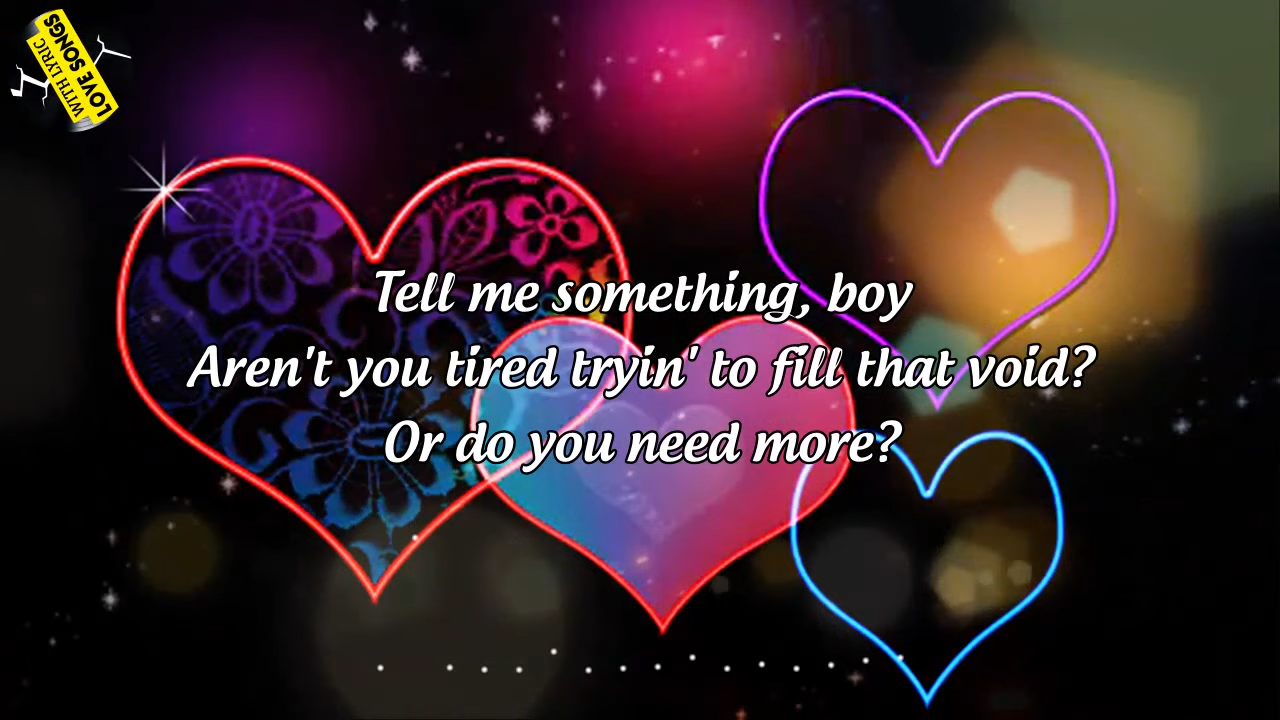 WITH LYRIC
LOVE SONGS
Tell me something, boy
Aren't you tired tryin' to fill that void?
Or do you need more?